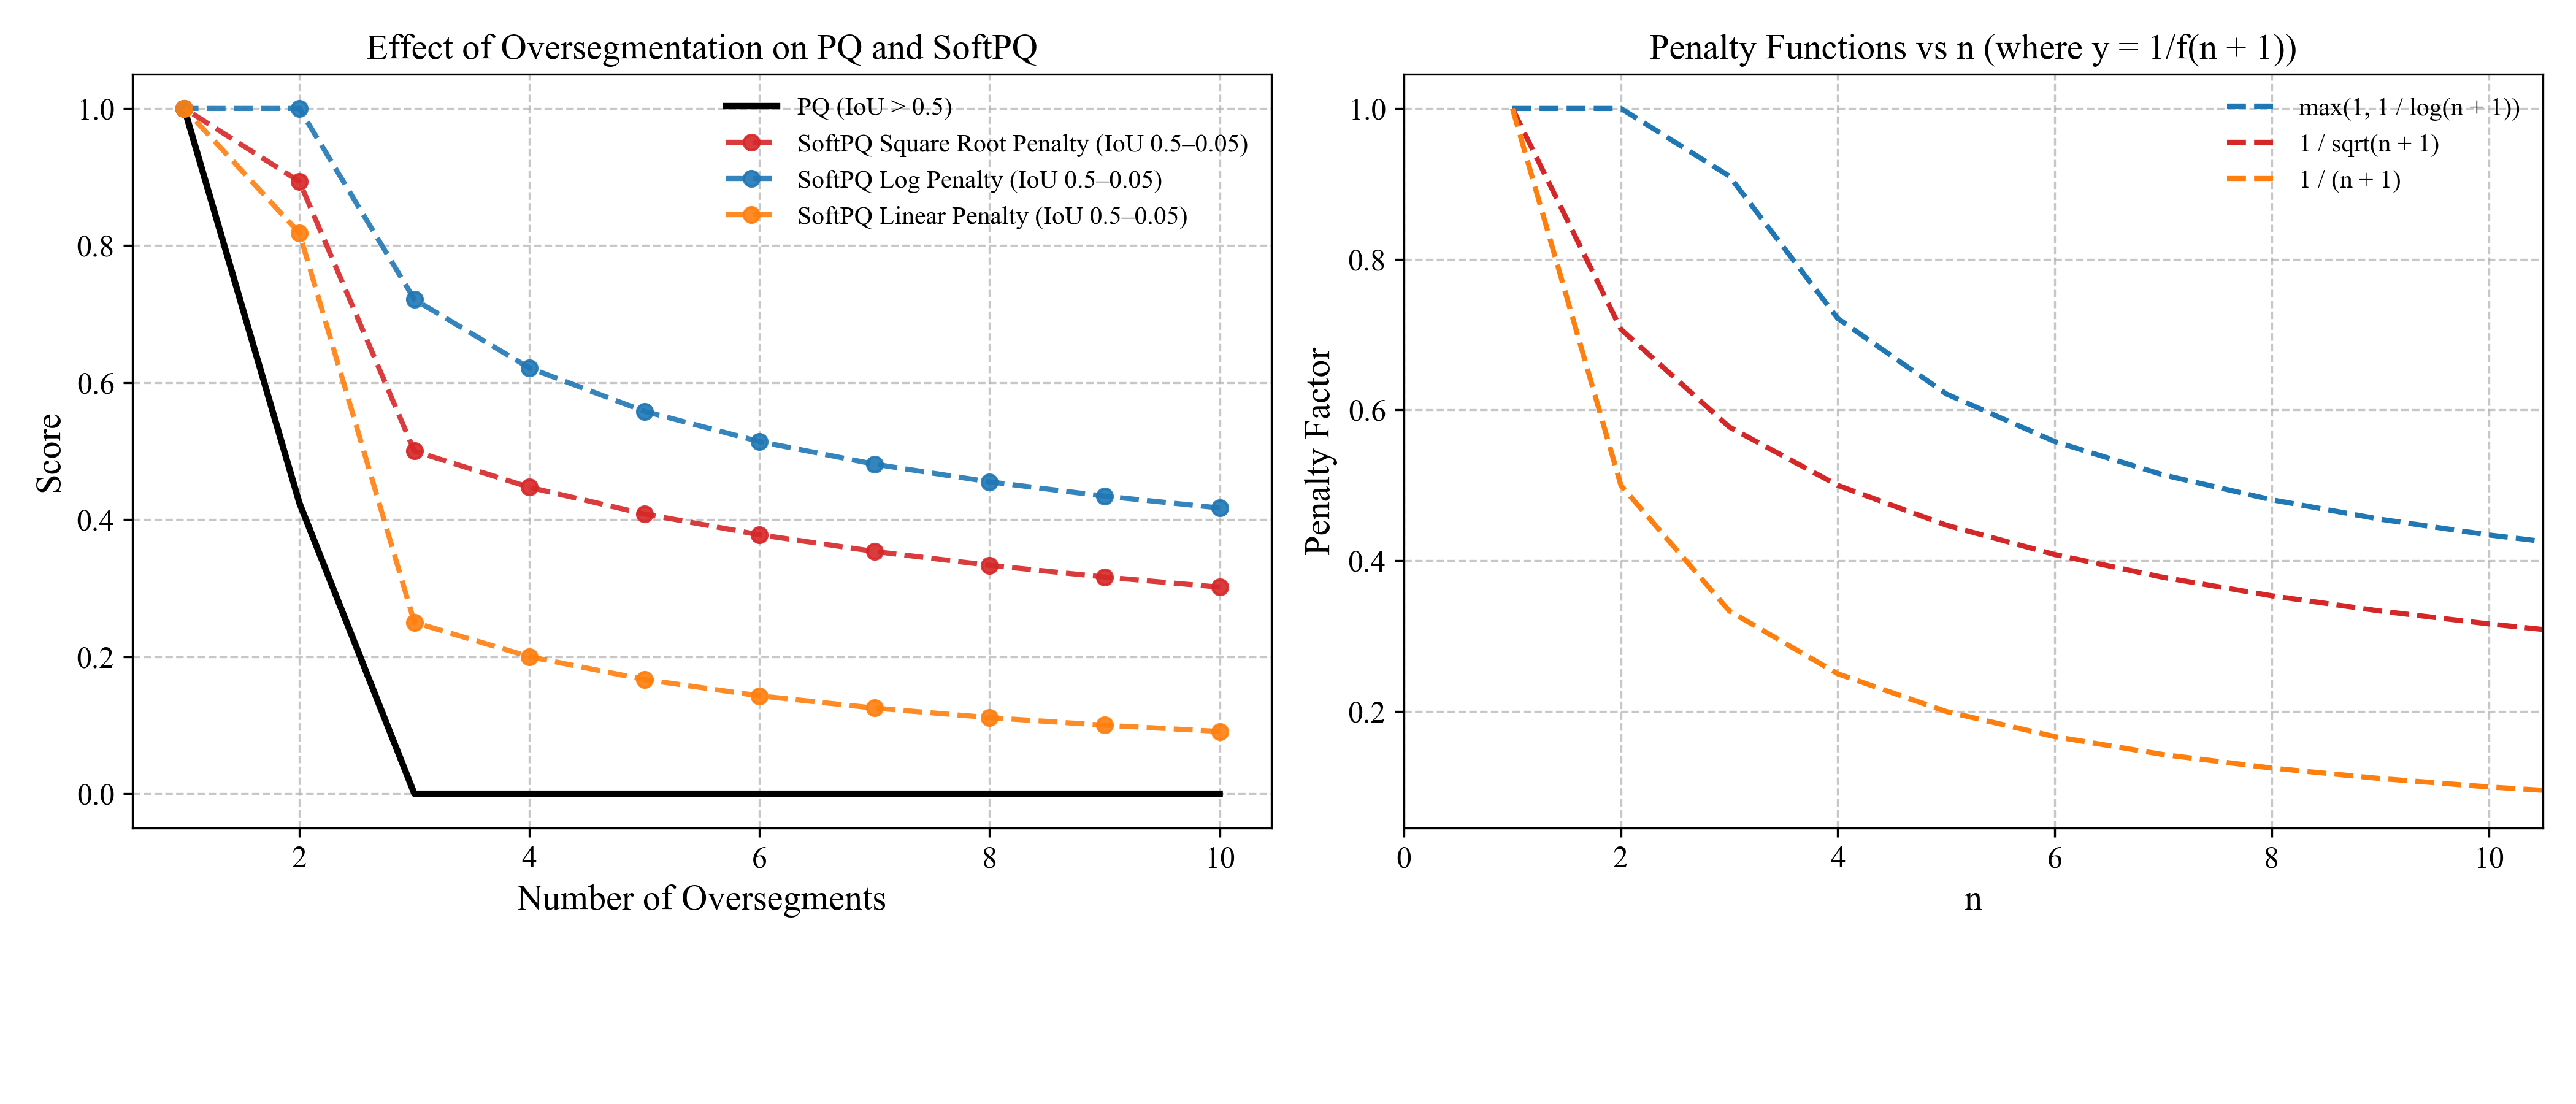 Effect of Oversegmentation on PQ and SoftPQ
Score
1.0
0.8
0.6
0.4
0.2
0.0
PQ (IoU > 0.5)
SoftPQ Square Root Penalty (IoU 0.5–0.05)
SoftPQ Log Penalty (IoU 0.5–0.05)
SoftPQ Linear Penalty (IoU 0.5–0.05)
2 4 6 8 10
Number of Oversegments
Penalty Functions vs n (where y = 1/f(n + 1))
Penalty Factor
1.0
0.8
0.6
0.4
0.2
max(1, 1 / log(n + 1))
1 / sqrt(n + 1)
1 / (n + 1)
0 2 4 6 8 10
n